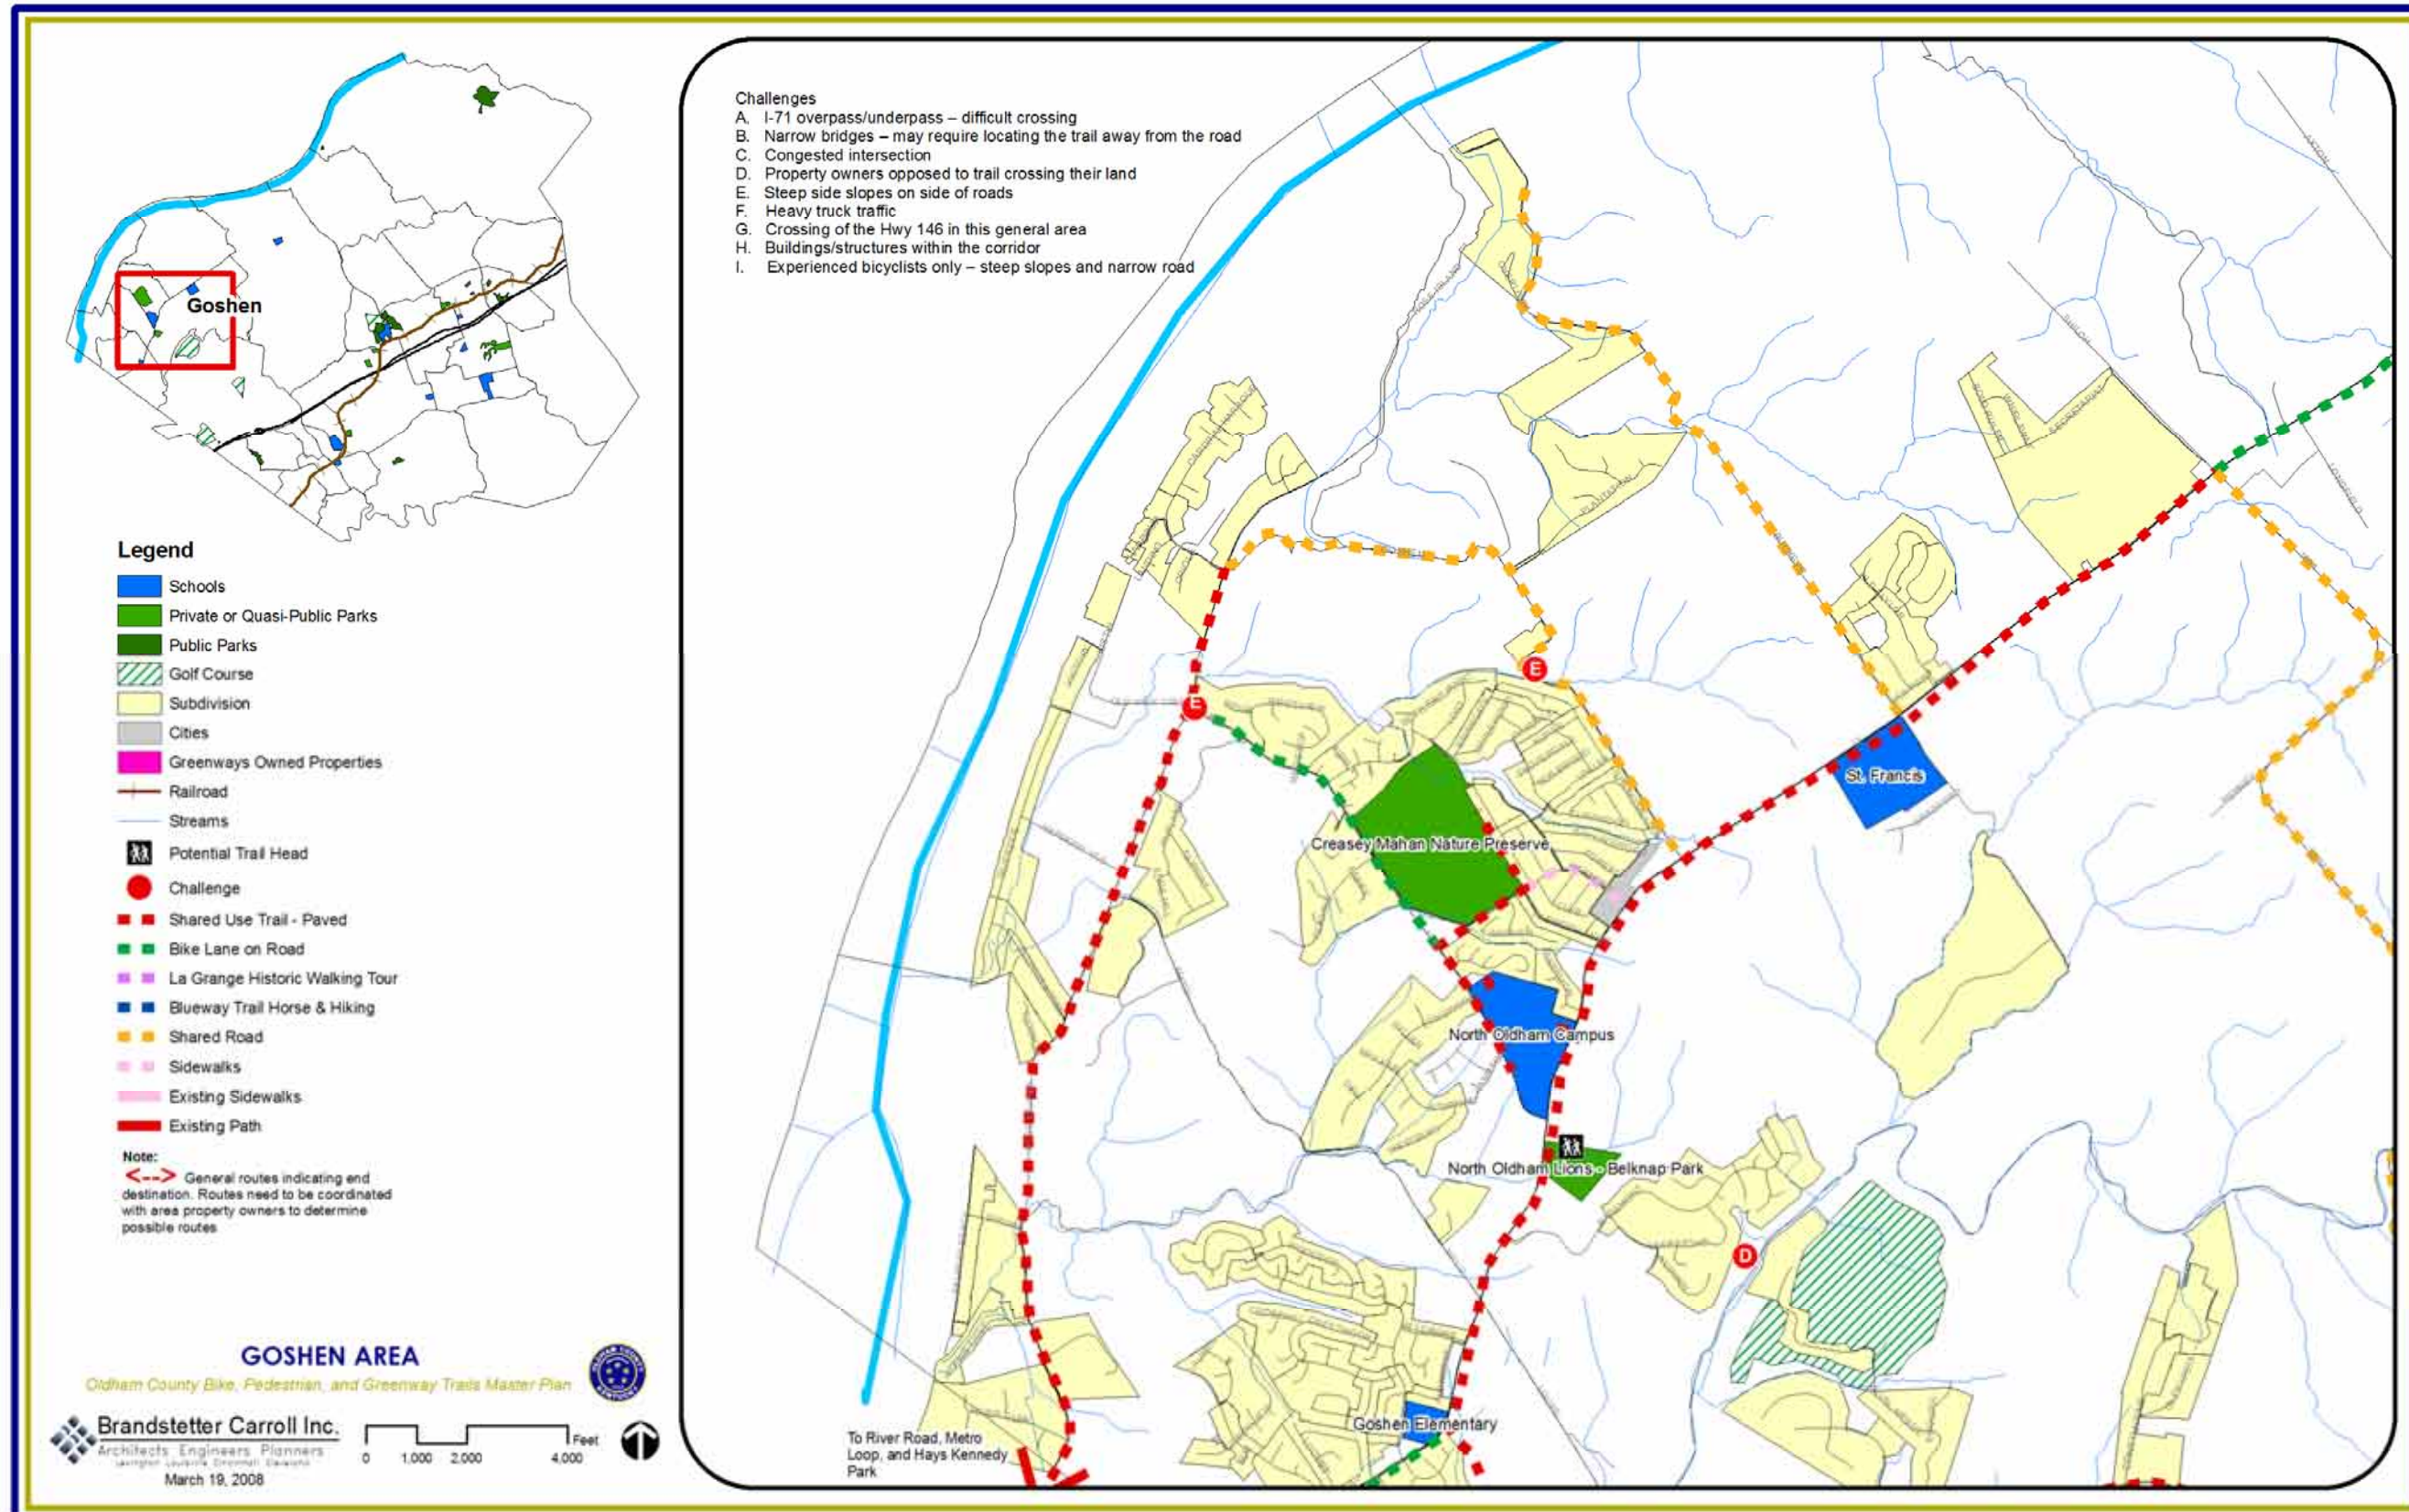 Goshen
Legend
Schools
Private or Quasi-Public Parks
Public Parks
Golf Course
Subdivision
Cities
Greenways Owned Properties
Railroad
Streams
Potential Trail Head
Challenge
Shared Use Trail - Paved
Bike Lane on Road
La Grange Historic Walking Tour
Blueway Trail Horse & Hiking
Shared Road
Sidewalks
Existing Sidewalks
Existing Path
Note:
<--> General routes indicating end
destination. Routes need to be coordinated
with area property owners to determine
possible routes
GOSHEN AREA
Oldham County Bike, Pedestrian, and Greenway Trails Master Plan
Brandstetter Carroll Inc.
Architects Engineers Planners
March 19, 2008
Feet
0 1,000 2,000 4,000
Challenges
A. I-71 overpass/underpass – difficult crossing
B. Narrow bridges – may require locating the trail away from the road
C. Congested intersection
D. Property owners opposed to trail crossing their land
E. Steep side slopes on side of roads
F. Heavy truck traffic
G. Crossing of the Hwy 146 in this general area
H. Buildings/structures within the corridor
I. Experienced bicyclists only – steep slopes and narrow road
SECRETARIAT
PLANTATION
E
E
St. Francis
Creasey Mahan Nature Preserve
North Oldham Campus
North Oldham Lions - Belknap Park
D
Goshen Elementary
To River Road, Metro
Loop, and Hays Kennedy
Park